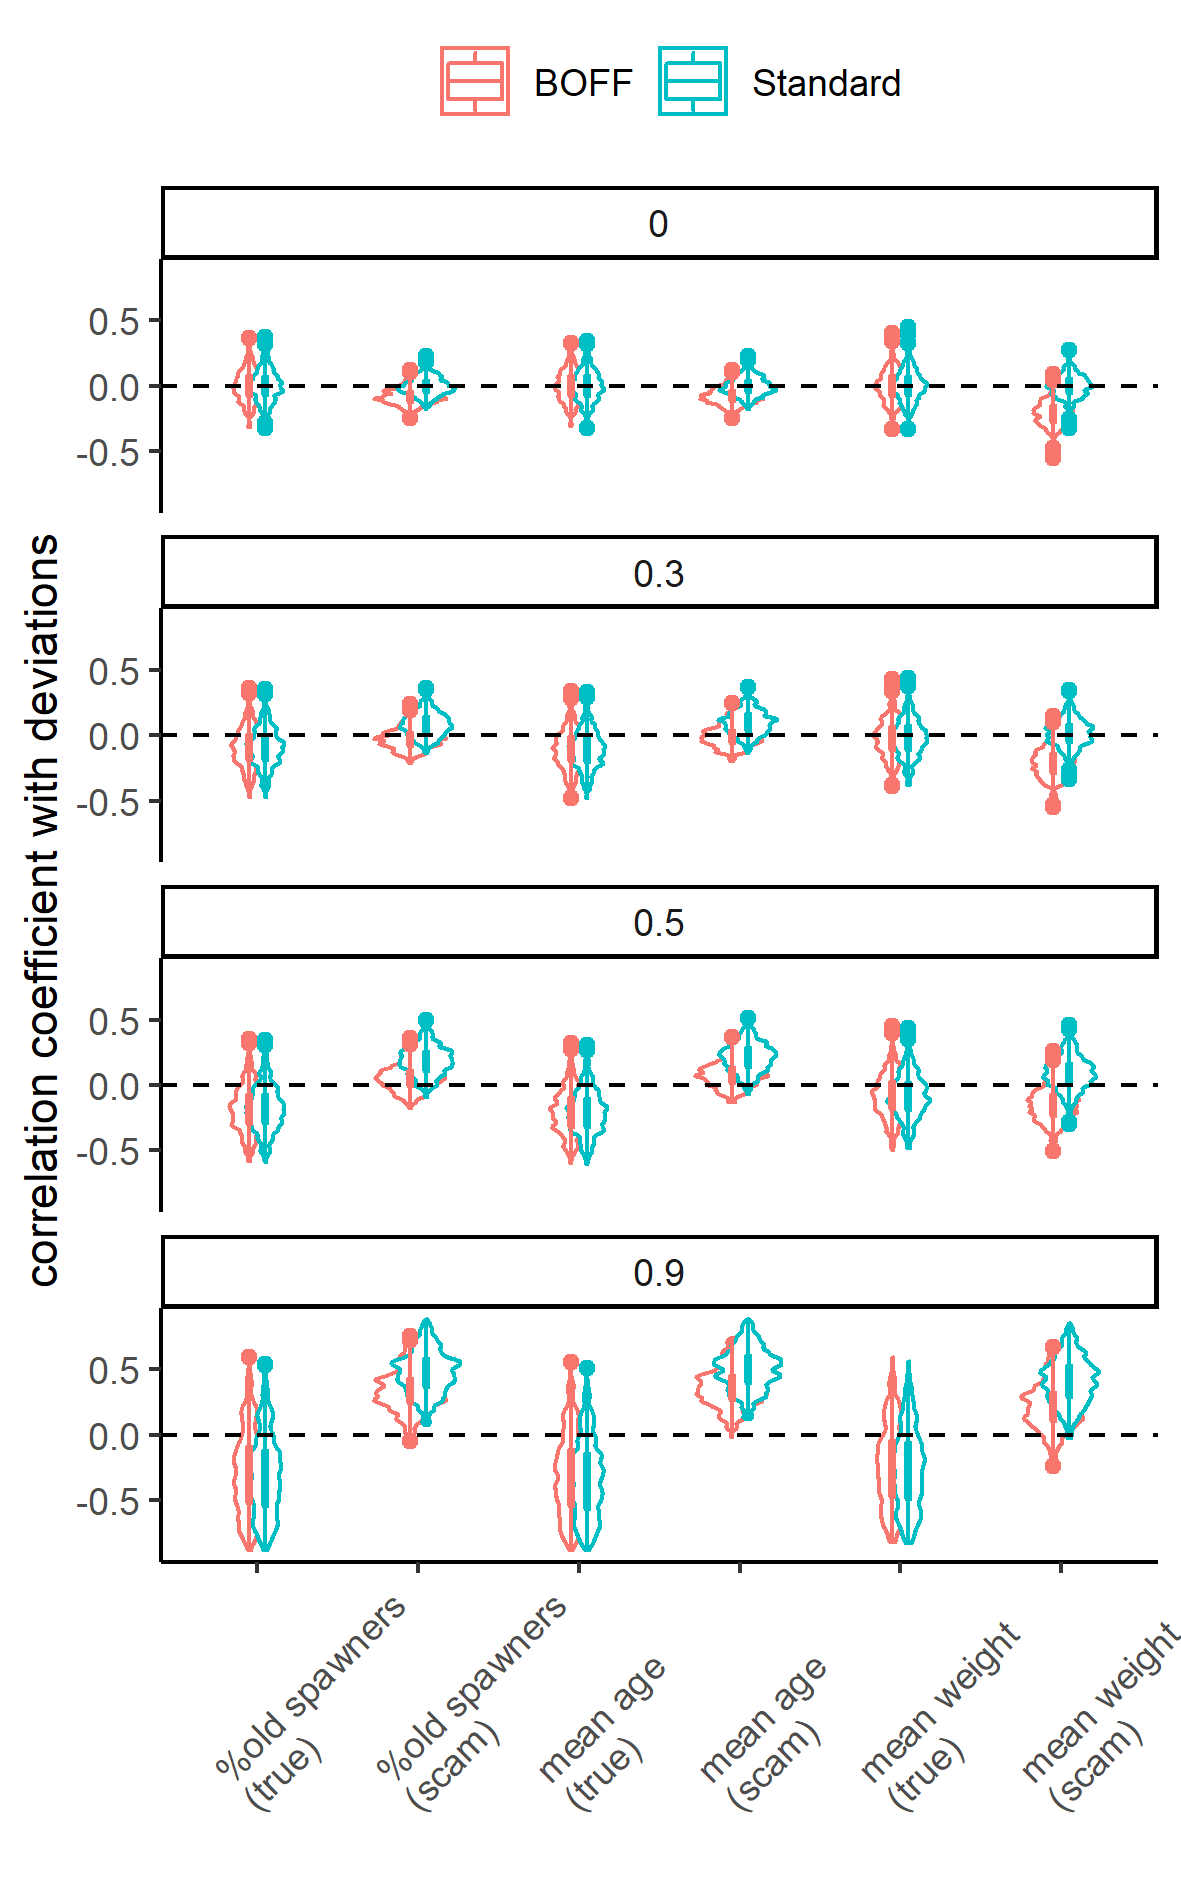 BOFF Standard
0
0.5
0.0
-0.5
0.3
0.5
0.0
-0.5
0.5
0.5
0.0
-0.5
0.9
0.5
0.0
-0.5
correlation coefficient with deviations
%old spawners
(true)
%old spawners
(scam)
mean age
(true)
mean age
(scam)
mean weight
(true)
mean weight
(scam)